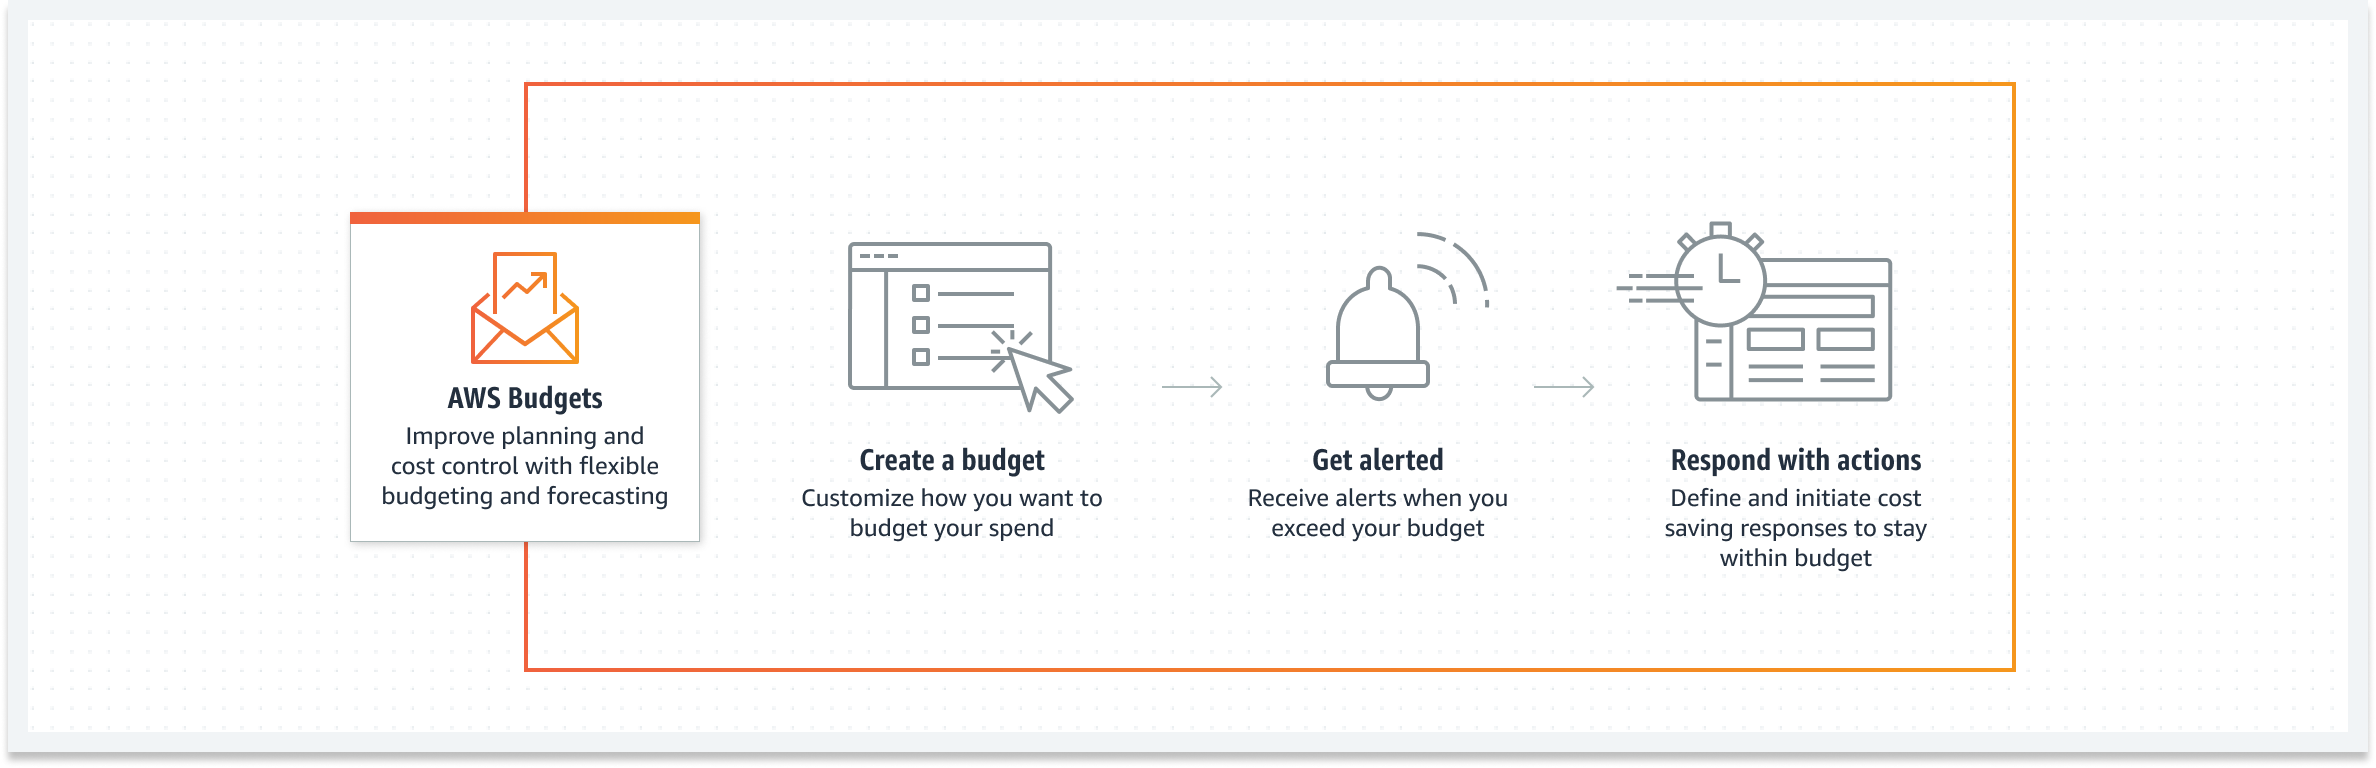 AWS Budgets
Improve planning and
cost control with flexible
budgeting and forecasting
Create a budget
Customize how you want to
budget your spend
Get alerted
Receive alerts when you
exceed your budget
Respond with actions
Define and initiate cost
saving responses to stay
within budget